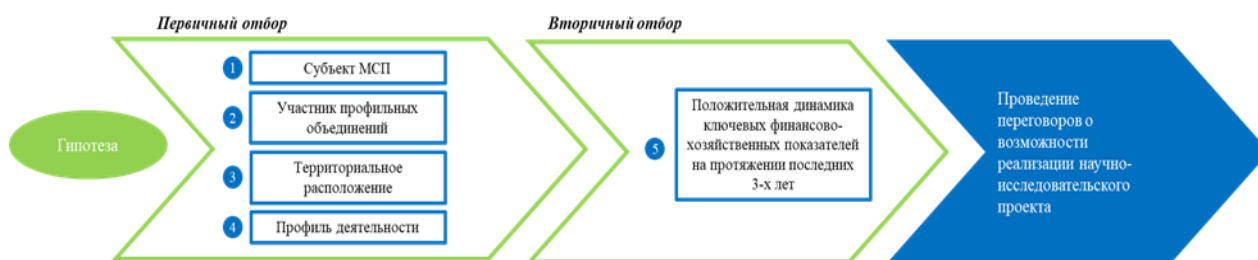 Первичный отбор
Вторичный отбор
Гипотеза
1
Субъект МСП
2
Участник профильных
объединений
3
Территориальное
расположение
4
Профиль деятельности
5
Положительная динамика
ключевых финансово-
хозяйственных показателей
на протяжении последних
3-х лет
Проведение
переговоров о
возможности
реализации научно-
исследовательского
проекта